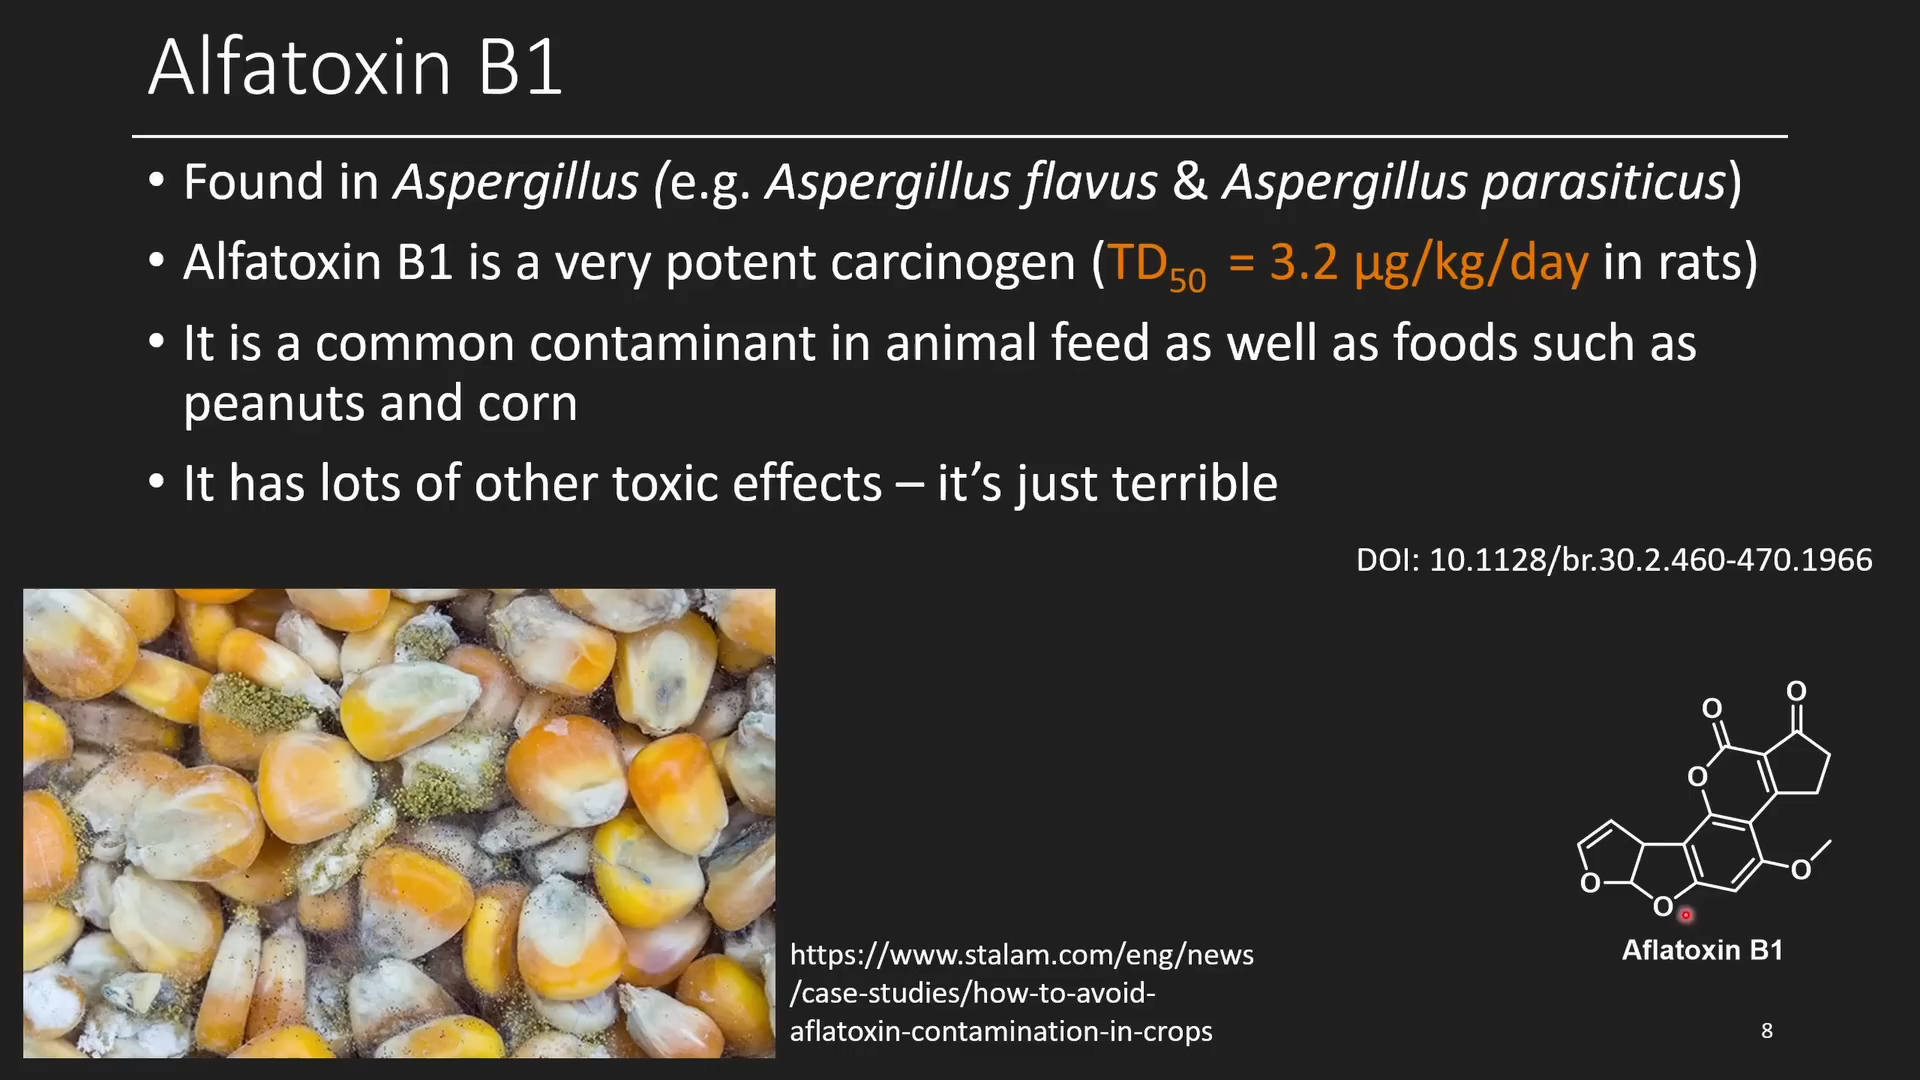 Alfatoxin B1
• Found in Aspergillus (e.g. Aspergillus flavus & Aspergillus parasiticus)
• Alfatoxin B1 is a very potent carcinogen (TD50 = 3.2 µg/kg/day in rats)
• It is a common contaminant in animal feed as well as foods such as
peanuts and corn
• It has lots of other toxic effects – it’s just terrible
DOI: 10.1128/br.30.2.460-470.1966
O
O
O
O
O
O
Aflatoxin B1
https://www.stalam.com/eng/news
/case-studies/how-to-avoid-
aflatoxin-contamination-in-crops
8